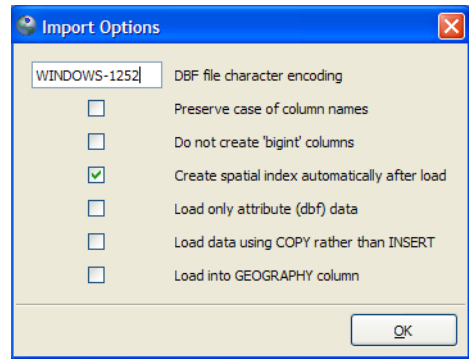 Import Options
WINDOWS-1252 DBF file character encoding
Preserve case of column names
Do not create 'bigint' columns
Create spatial index automatically after load
Load only attribute (dbf) data
Load data using COPY rather than INSERT
Load into GEOGRAPHY column
OK